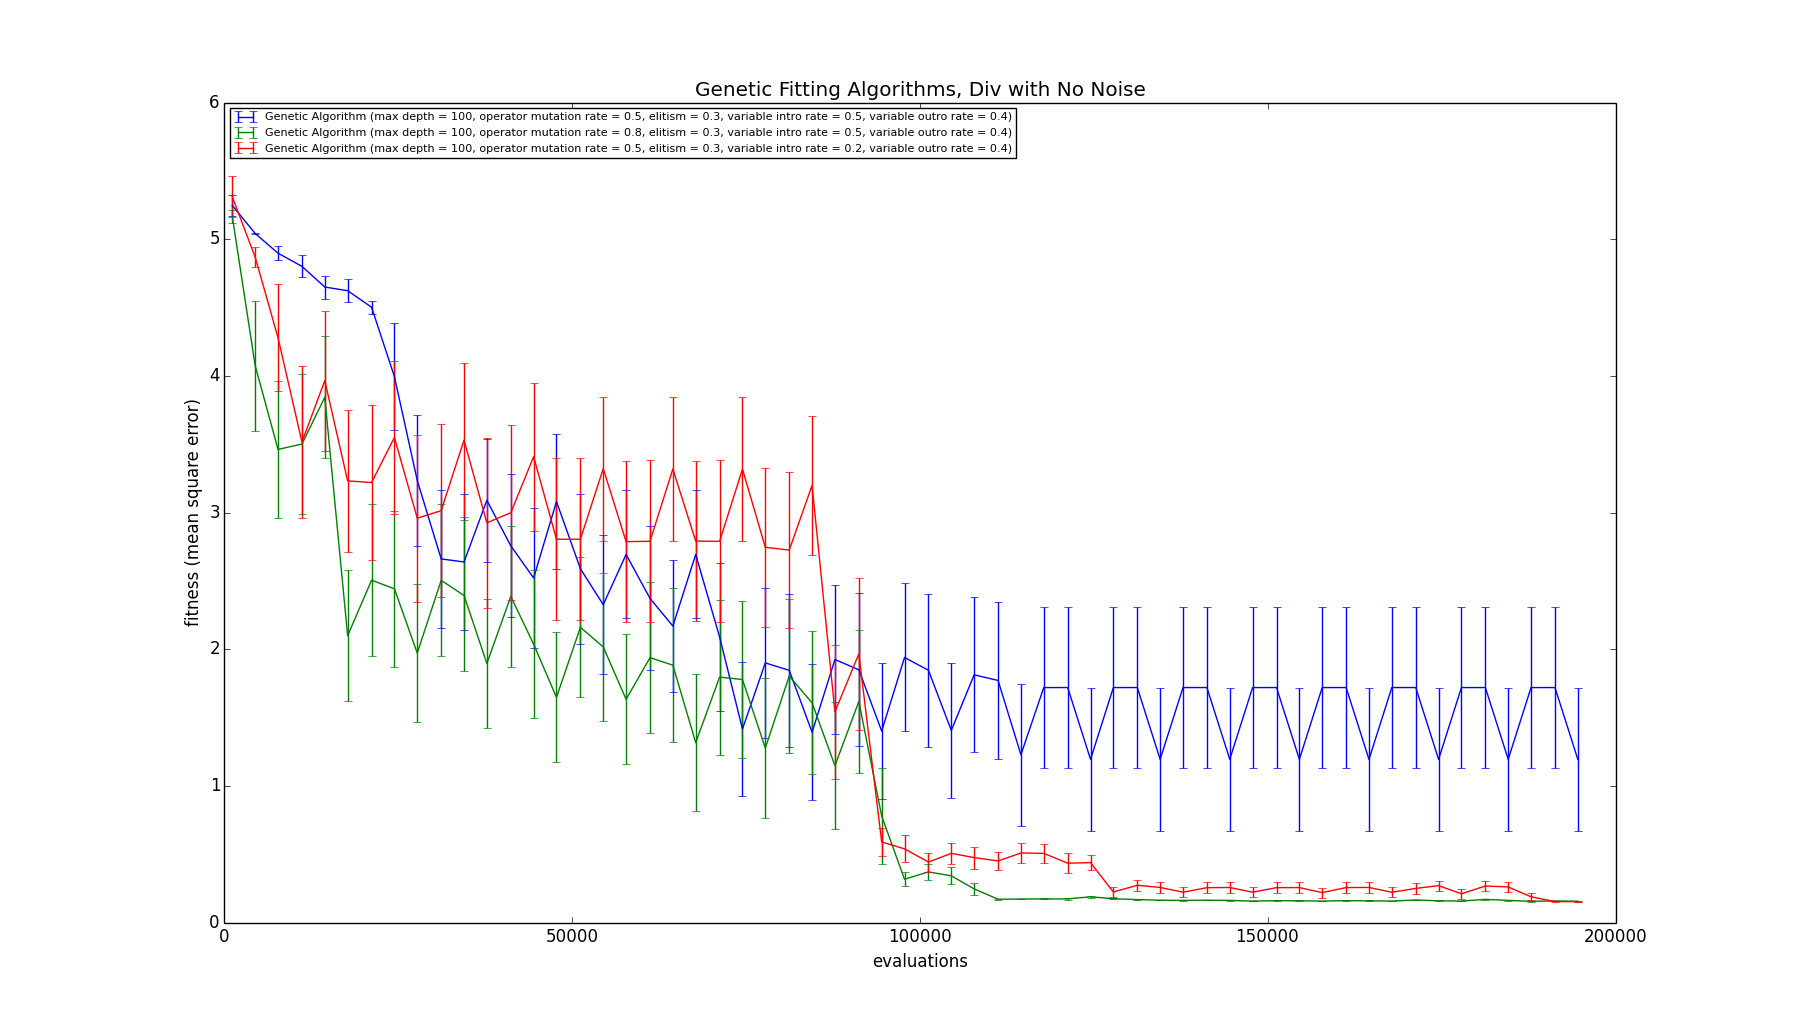 Genetic Fitting Algorithms, Div with No Noise
Genetic Algorithm (max depth = 100, operator mutation rate = 0.5, elitism = 0.3, variable intro rate = 0.5, variable outro rate = 0.4)
Genetic Algorithm (max depth = 100, operator mutation rate = 0.8, elitism = 0.3, variable intro rate = 0.5, variable outro rate = 0.4)
Genetic Algorithm (max depth = 100, operator mutation rate = 0.5, elitism = 0.3, variable intro rate = 0.2, variable outro rate = 0.4)
fitness (mean square error)
6
5
4
3
2
1
0
0 50000 100000 150000 200000
evaluations